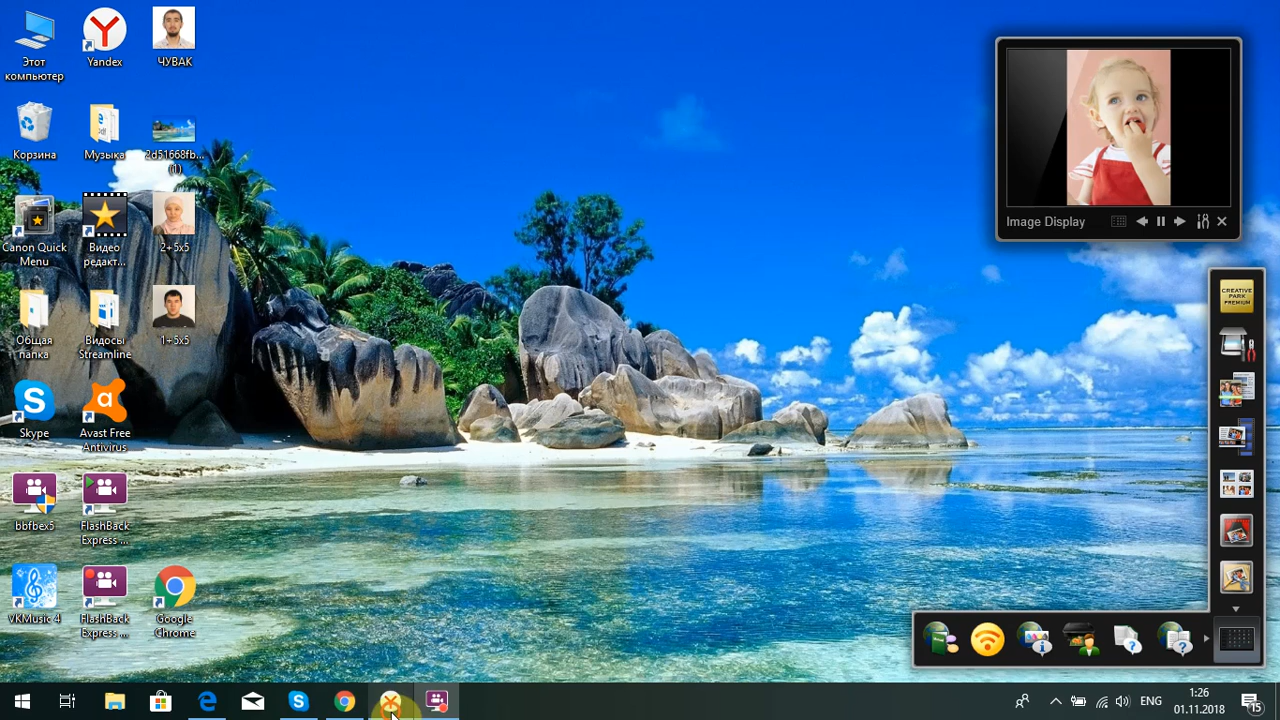 Этот
компьютер
Yandex
ЧУВАК
Корзина
Музыка
2d51668fb...
(1)
Canon Quick
Menu
Видео
редакт...
2+5x5
Общая
папка
Видосы
Streamline
1+5x5
Skype
Avast Free
Antivirus
bbfbex5
FlashBack
Express ...
VKMusic 4
FlashBack
Express ...
Google
Chrome
Image Display
CREATIVE
PARK
PREMIUM
ENG
1:26
01.11.2018
15